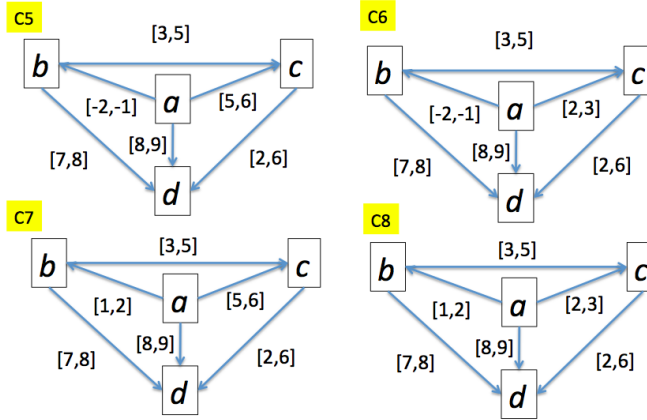 C5
[3,5]
b
c
a
[-2,-1]
[5,6]
[7,8]
[8,9]
[2,6]
d
C6
[3,5]
b
c
a
[-2,-1]
[2,3]
[7,8]
[8,9]
[2,6]
d
C7
[3,5]
b
c
a
[1,2]
[5,6]
[7,8]
[8,9]
[2,6]
d
C8
[3,5]
b
c
a
[1,2]
[2,3]
[7,8]
[8,9]
[2,6]
d